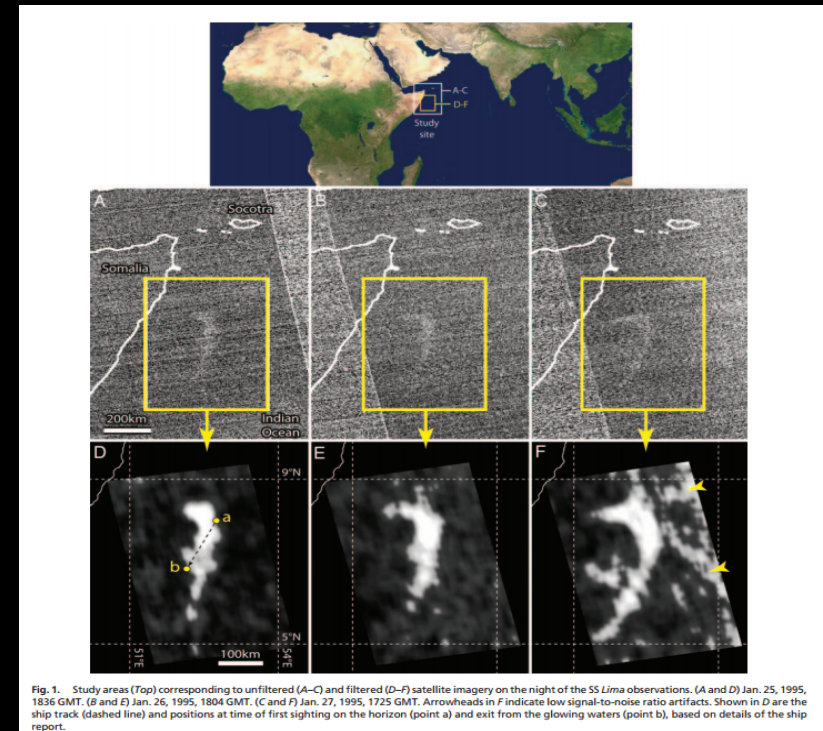 A-C
D-F
Study
site
A
B
C
Socotra
Somalia
200km
Indian
Ocean
D
E
F
9°N
a
b
5°N
51°E
100km
54°E
Fig. 1. Study areas (Top) corresponding to unfiltered (A–C) and filtered (D–F) satellite imagery on the night of the SS Lima observations. (A and D) Jan. 25, 1995,
1836 GMT. (B and E) Jan. 26, 1995, 1804 GMT. (C and F) Jan. 27, 1995, 1725 GMT. Arrowheads in F indicate low signal-to-noise ratio artifacts. Shown in D are the
ship track (dashed line) and positions at time of first sighting on the horizon (point a) and exit from the glowing waters (point b), based on details of the ship
report.